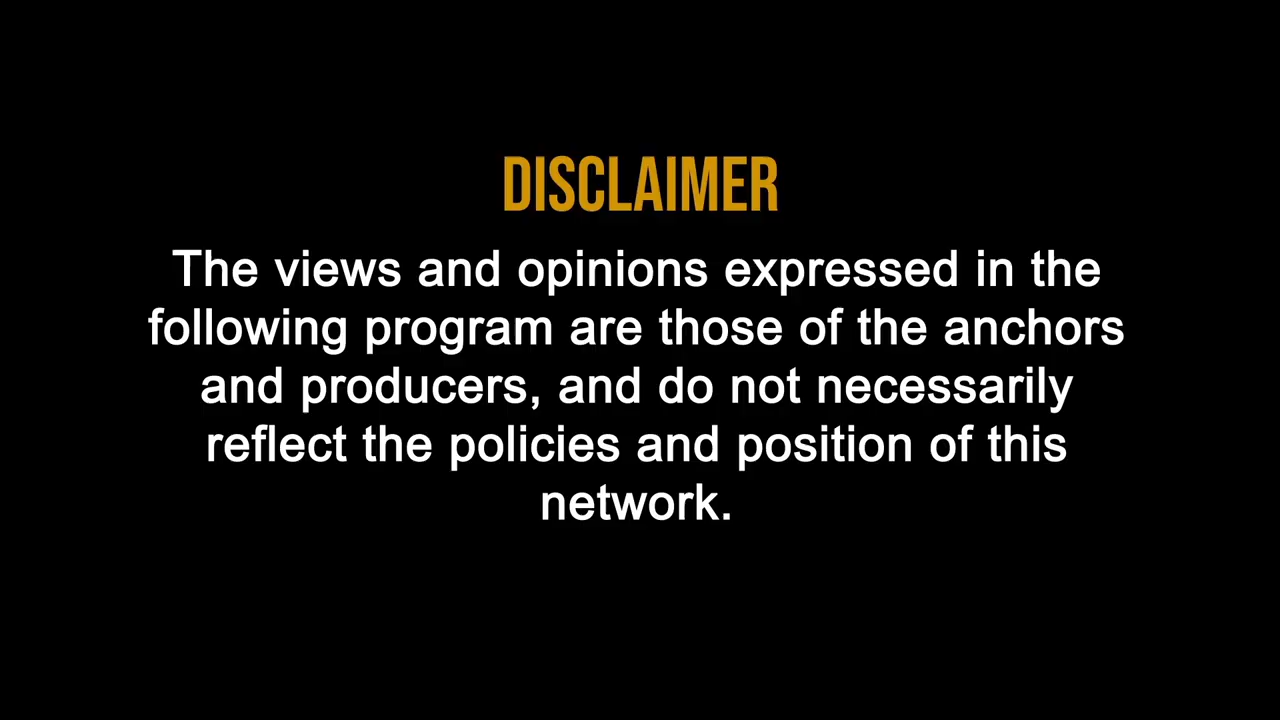 DISCLAIMER
The views and opinions expressed in the
following program are those of the anchors
and producers, and do not necessarily
reflect the policies and position of this
network.